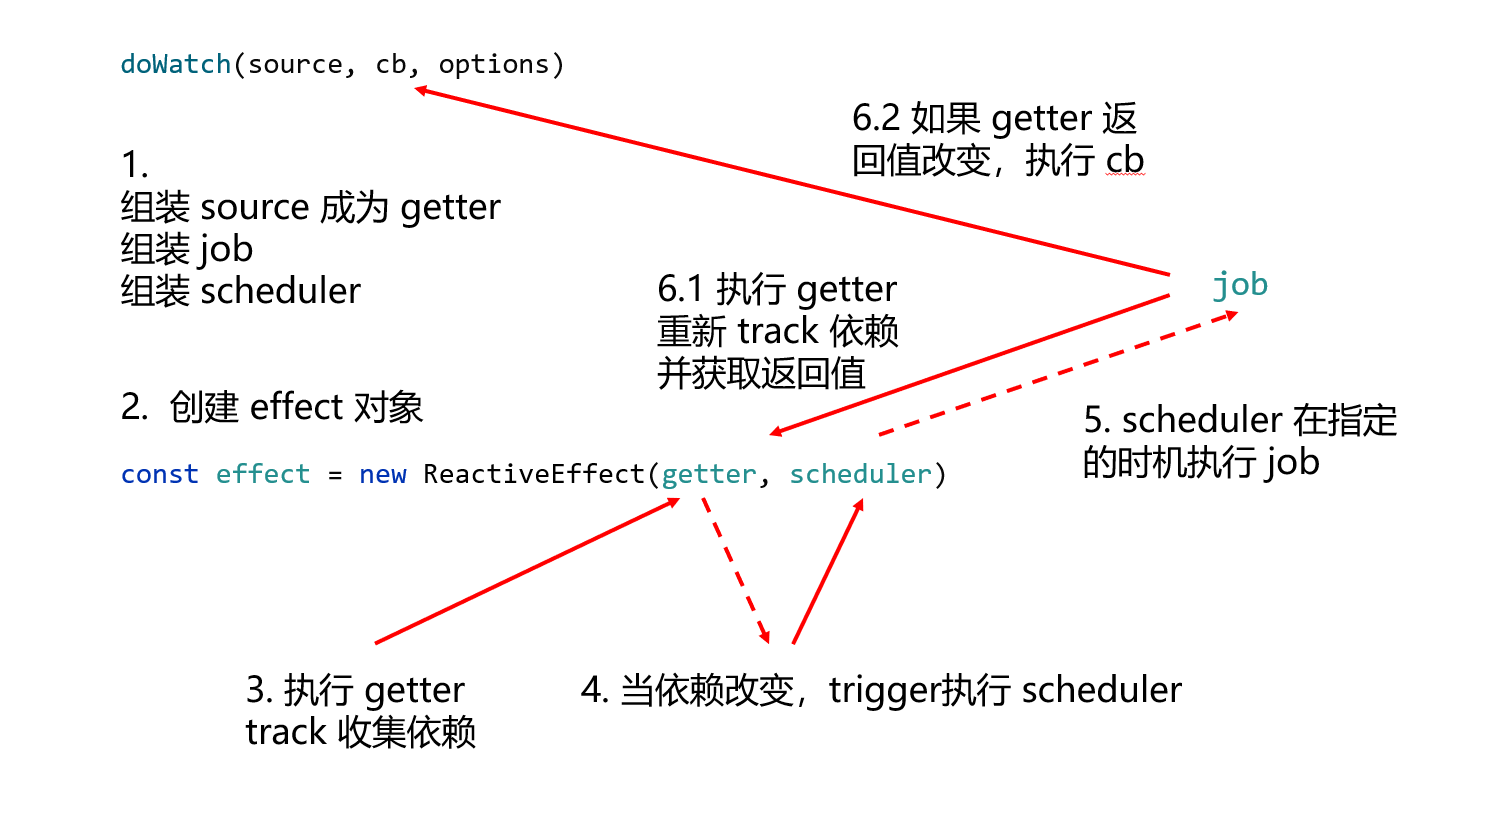 doWatch(source, cb, options)
1.
组装 source 成为 getter
组装 job
组装 scheduler
6.2 如果 getter 返
回值改变，执行 cb
job
6.1 执行 getter
重新 track 依赖
并获取返回值
2. 创建 effect 对象
5. scheduler 在指定
的时机执行 job
const effect = new ReactiveEffect(getter, scheduler)
3. 执行 getter
track 收集依赖
4. 当依赖改变，trigger执行 scheduler